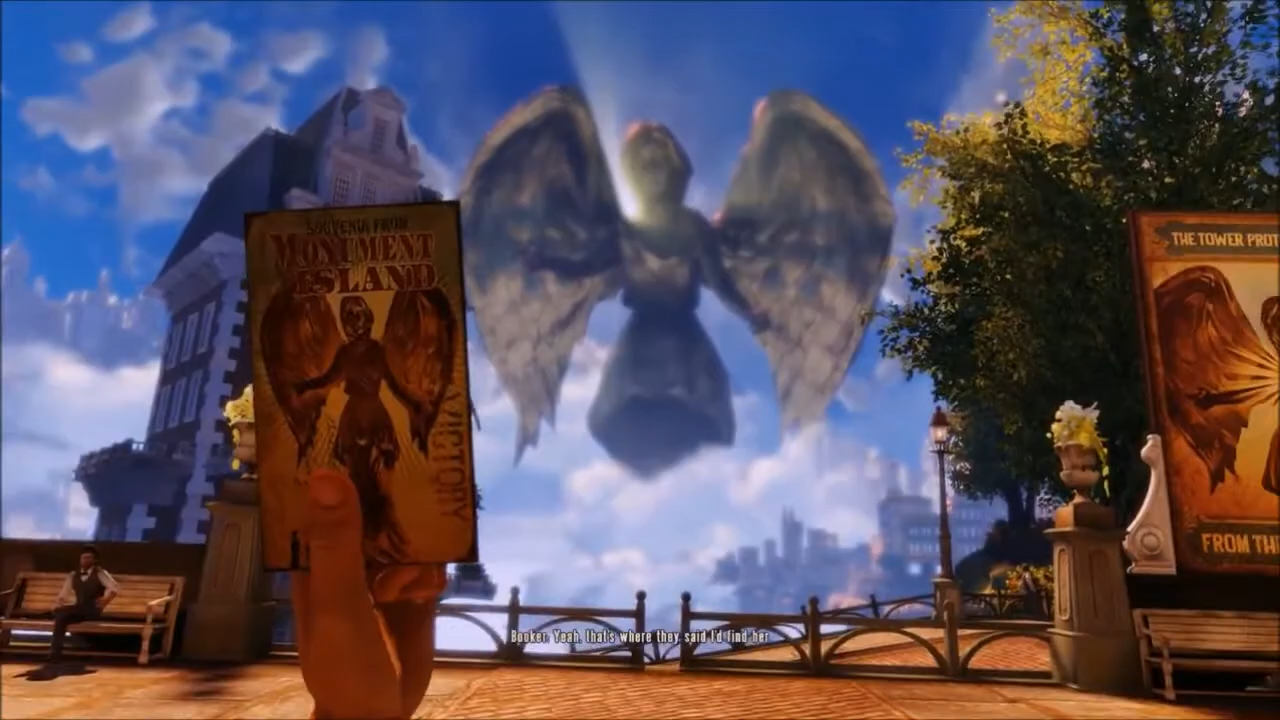 SOUVENIR FROM
MONUMENT
ISLAND
VICTORY
THE TOWER PROT
FROM TH
Booker: Yeah, that's where they said I'd find her